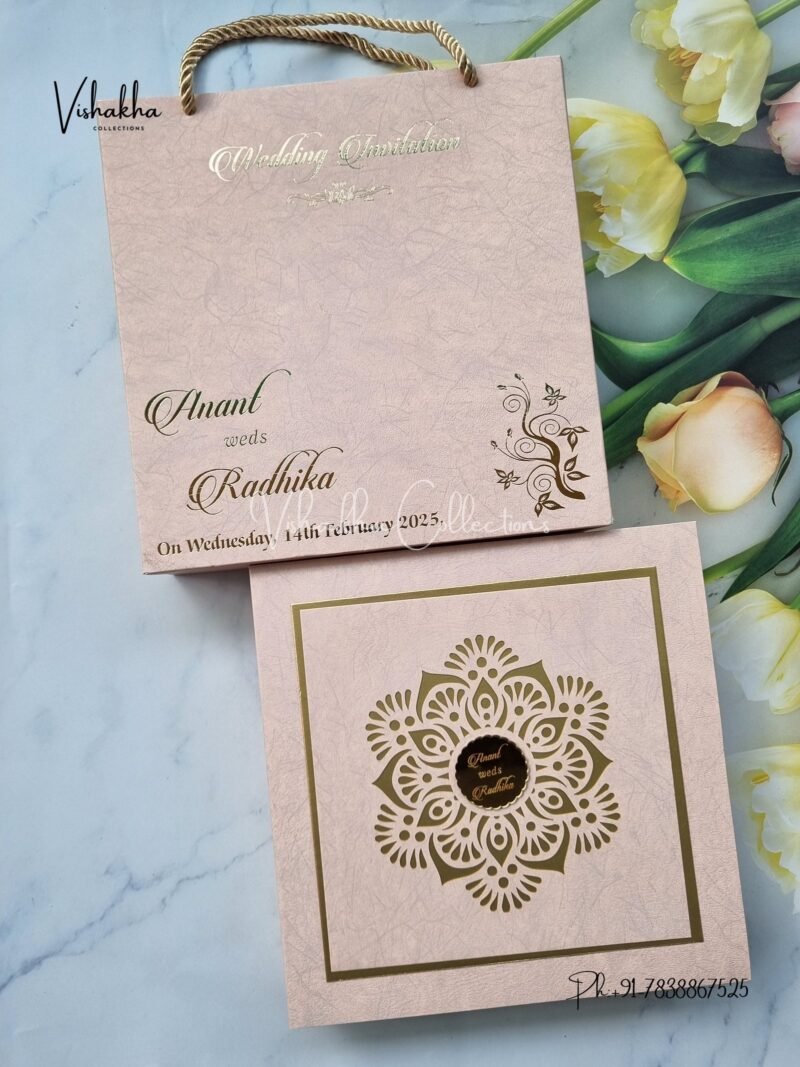 Vishakha
COLLECTIONS
Wedding Invitation
Anant
weds
Radhika
Vishakha Collections
On Wednesday, 14th February 2025,
Anant
weds
Radhika
Ph:+91-7838867525